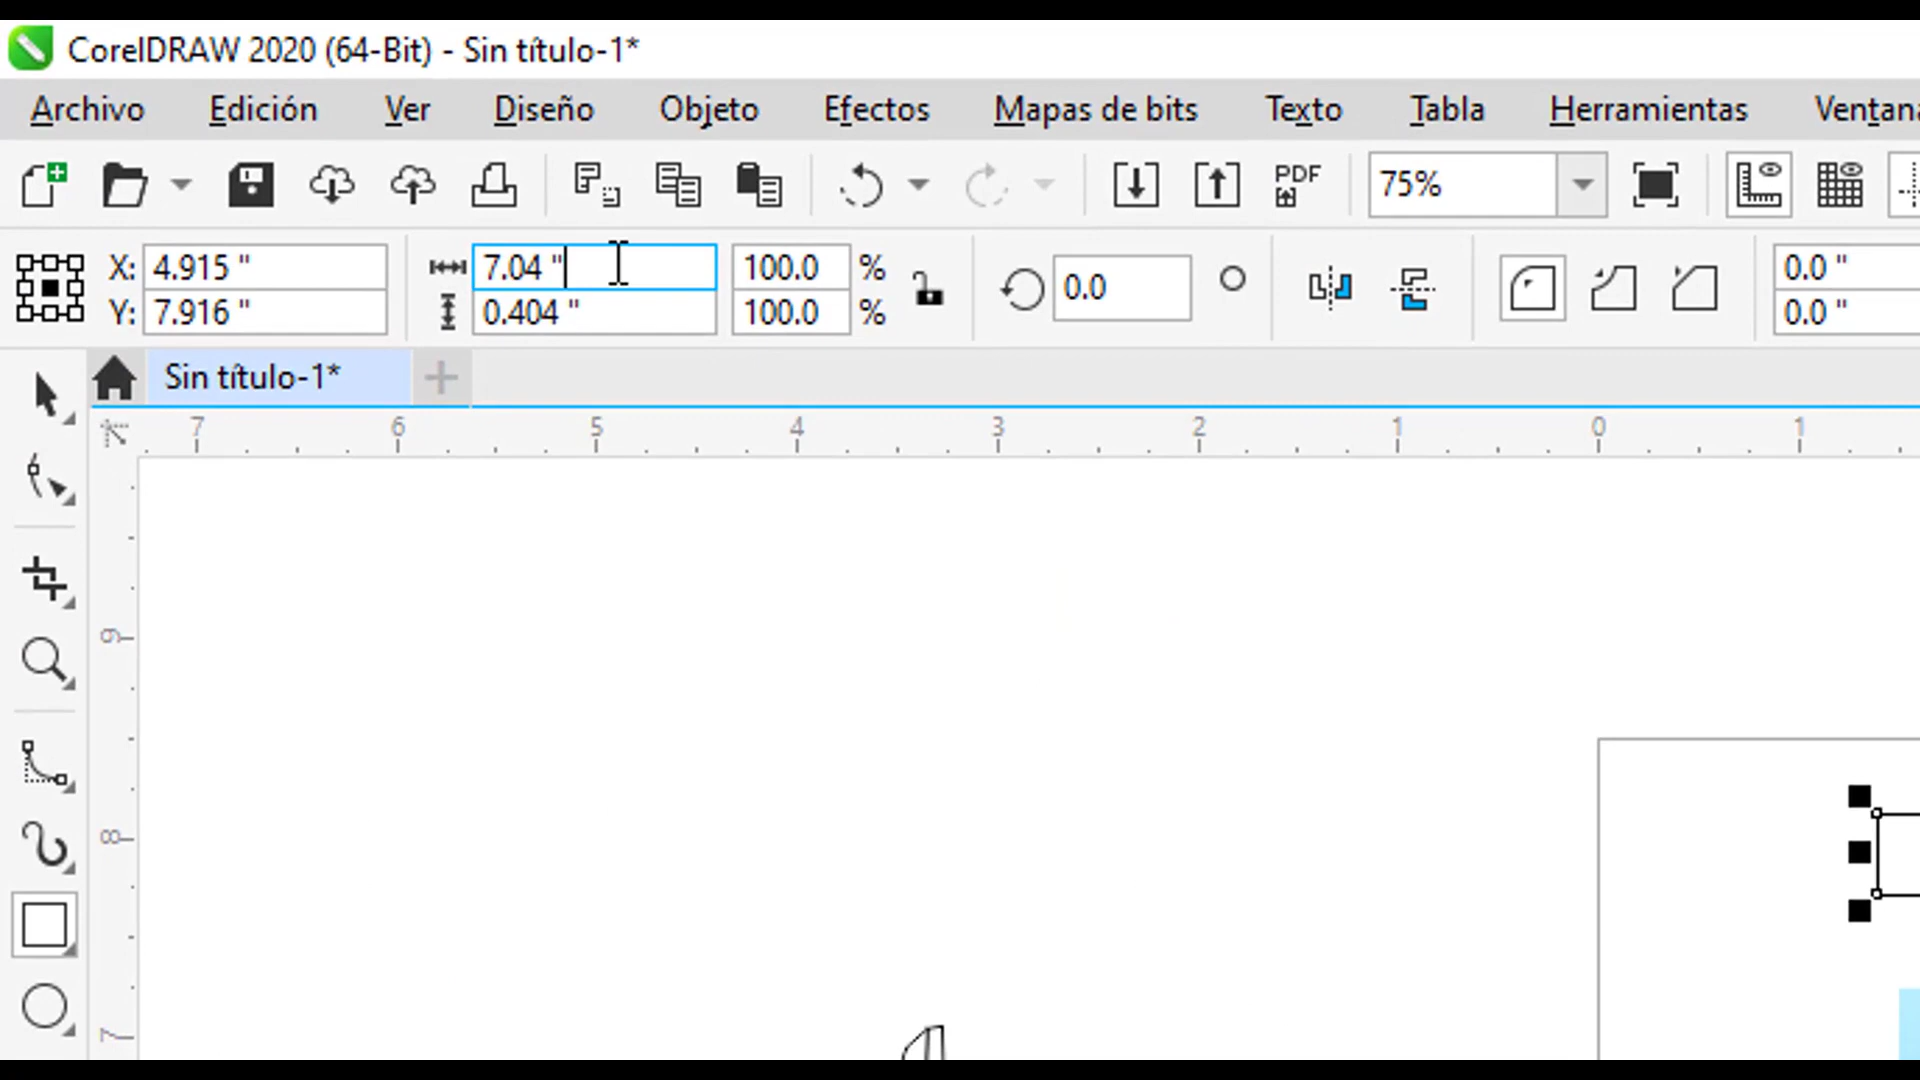 CorelDRAW 2020 (64-Bit) - Sin título-1*
Archivo Edición Ver Diseño Objeto Efectos Mapas de bits Texto Tabla Herramientas Ventana
PDF 75%
X: 4.915 " 7.04 " 100.0 % 0.0 0.0 "
Y: 7.916 " 0.404 " 100.0 % 0.0 "
Sin título-1*
7 6 5 4 3 2 1 0 1
9
8
7